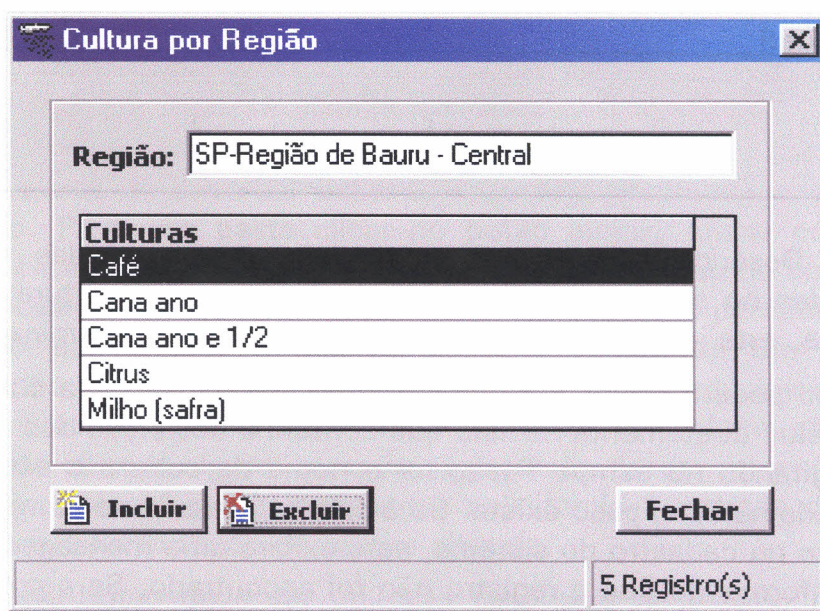 Cultura por Região
Região: SP-Região de Bauru - Central
Culturas
Café
Cana ano
Cana ano e 1/2
Citrus
Milho (safra)
Incluir Excluir Fechar
5 Registro(s)